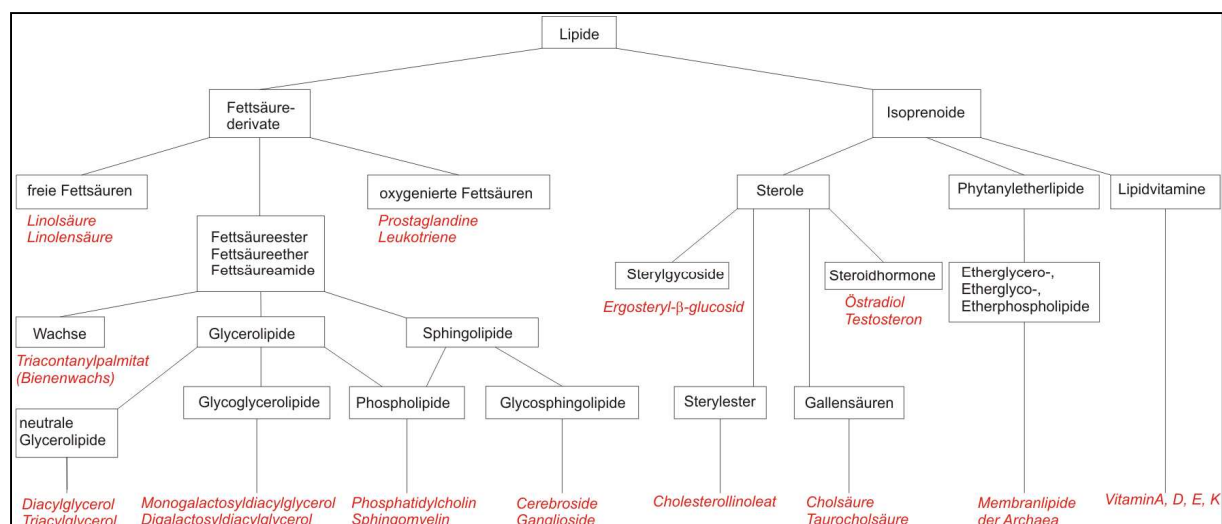 Lipide
Fettsäure-
derivate
Isoprenoide
freie Fettsäuren
Linolsäure
Linolensäure
oxygenierte Fettsäuren
Prostaglandine
Leukotriene
Sterole
Phytanyletherlipide
Lipidvitamine
Fettsäureester
Fettsäureether
Fettsäureamide
Sterylgycoside
Ergosteryl-β-glucosid
Steroidhormone
Östradiol
Testosteron
Etherglycero-,
Etherglyco-,
Etherphospholipide
Wachse
Triacontanylpalmitat
(Bienenwachs)
Glycerolipide
Sphingolipide
neutrale
Glycerolipide
Glycoglycerolipide
Phospholipide
Glycosphingolipide
Sterylester
Gallensäuren
Diacylglycerol
Triacylglycerol
Monogalactosyldiacylglycerol
Digalactosyldiacylglycerol
Phosphatidylcholin
Sphingomyelin
Cerebroside
Ganglioside
Cholesterollinoleat
Cholsäure
Taurocholsäure
Membranlipide
der Archaea
VitaminA, D, E, K